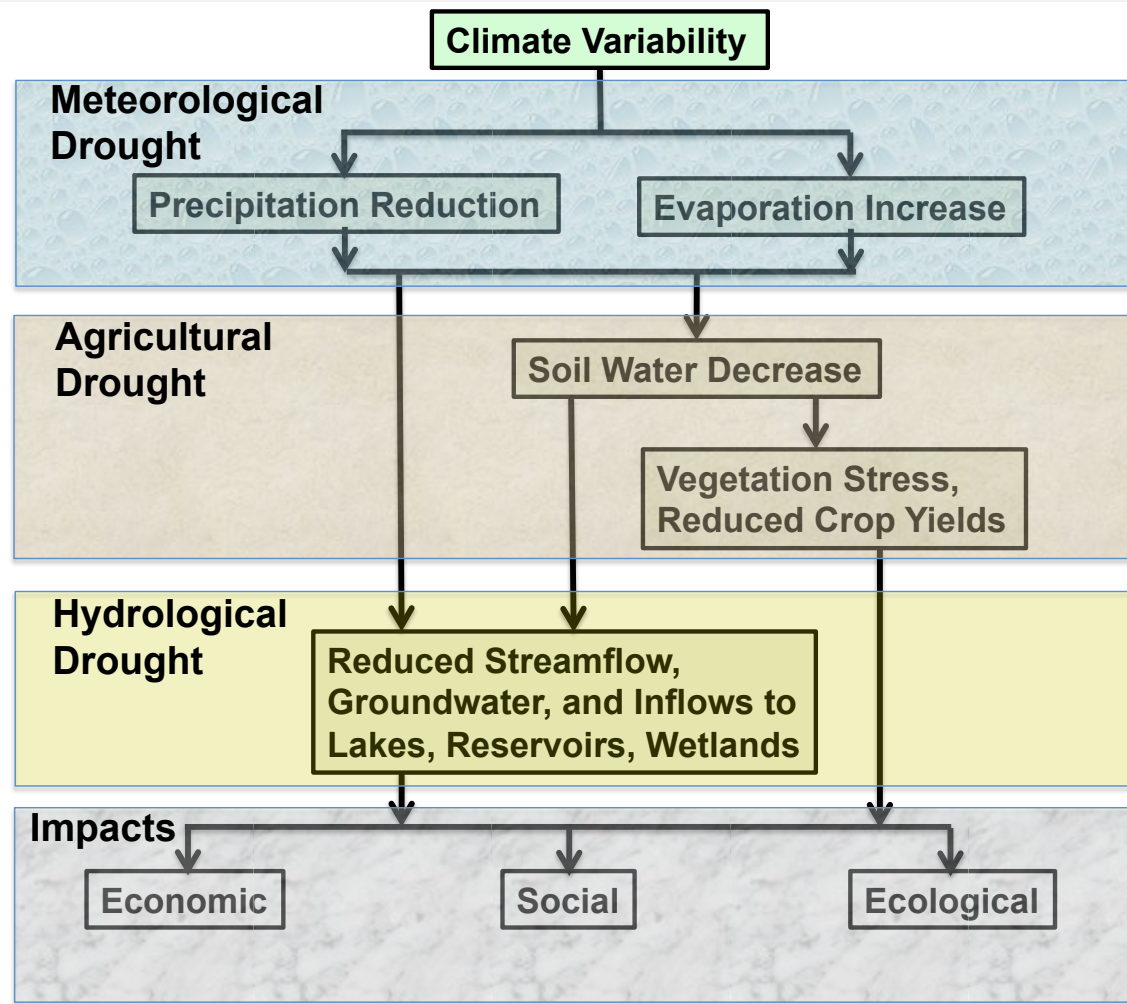 Climate Variability
Meteorological
Drought
Precipitation Reduction
Evaporation Increase
Agricultural
Drought
Soil Water Decrease
Vegetation Stress,
Reduced Crop Yields
Hydrological
Drought
Reduced Streamflow,
Groundwater, and Inflows to
Lakes, Reservoirs, Wetlands
Impacts
Economic
Social
Ecological